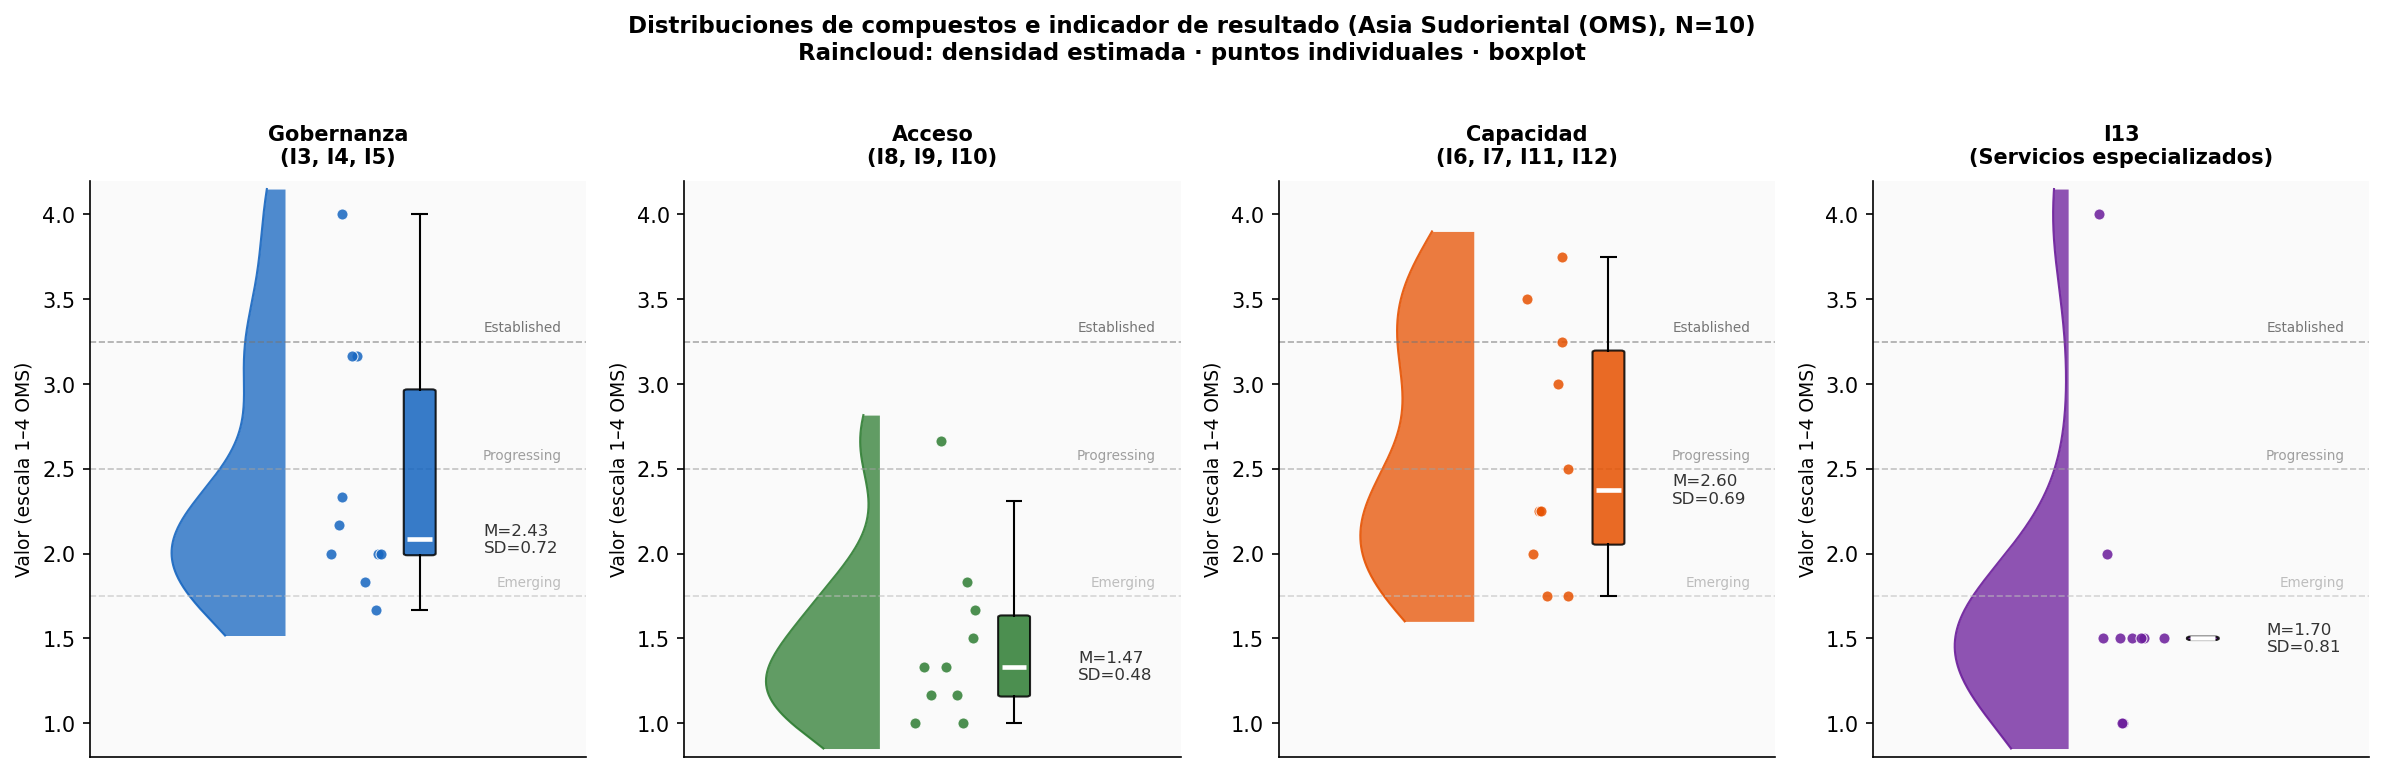 Distribuciones de compuestos e indicador de resultado (Asia Sudoriental (OMS), N=10)
Raincloud: densidad estimada · puntos individuales · boxplot
Gobernanza
(I3, I4, I5)
Valor (escala 1–4 OMS)
4.0
3.5
3.0
2.5
2.0
1.5
1.0
Established
Progressing
M=2.43
SD=0.72
Emerging
Acceso
(I8, I9, I10)
Valor (escala 1–4 OMS)
4.0
3.5
3.0
2.5
2.0
1.5
1.0
Established
Progressing
Emerging
M=1.47
SD=0.48
Capacidad
(I6, I7, I11, I12)
Valor (escala 1–4 OMS)
4.0
3.5
3.0
2.5
2.0
1.5
1.0
Established
Progressing
M=2.60
SD=0.69
Emerging
I13
(Servicios especializados)
Valor (escala 1–4 OMS)
4.0
3.5
3.0
2.5
2.0
1.5
1.0
Established
Progressing
Emerging
M=1.70
SD=0.81